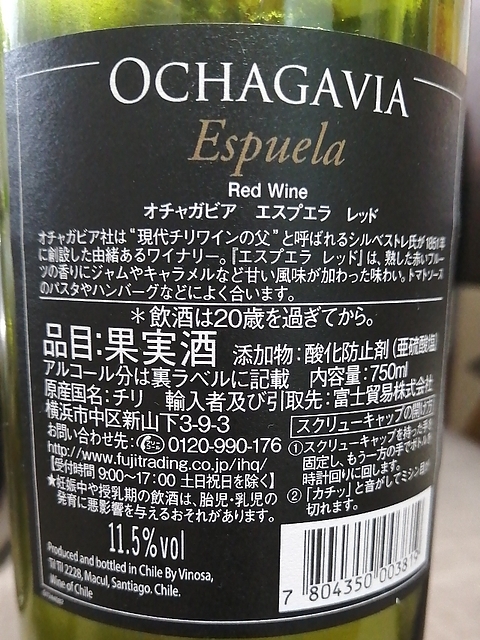 OCHAGAVIA
Espuela
Red Wine
オチャガビア エスプエラ レッド
オチャガビア社は“現代チリワインの父”と呼ばれるシルベストレ氏が1851年
に創設した由緒あるワイナリー。『エスプエラ レッド』は、熟した赤いフルー
ツの香りにジャムやキャラメルなど甘い風味が加わった味わい。トマトソース
のパスタやハンバーグなどによく合います。
＊飲酒は20歳を過ぎてから。
品目:果実酒 添加物:酸化防止剤(亜硫酸塩)
アルコール分は裏ラベルに記載 内容量:750ml
原産国名:チリ 輸入者及び引取先:富士貿易株式会社
横浜市中区新山下3-9-3
お問い合わせ先: 0120-990-176
http://www.fujitrading.co.jp/ihq/
【受付時間 9:00～17:00 土日祝日を除く】
★妊娠中や授乳期の飲酒は、胎児・乳児の
発育に悪影響を与えるおそれがあります。
スクリューキャップの開け方
①スクリューキャップを持った手を
固定し、もう一方の手でボトルを
時計回りに回します。
②「カチッ」と音がしてミシン目が
切れます。
11.5%vol
Produced and bottled in Chile By Vinosa,
Til Til 2228, Macul, Santiago. Chile.
Wine of Chile
7 804350 00381